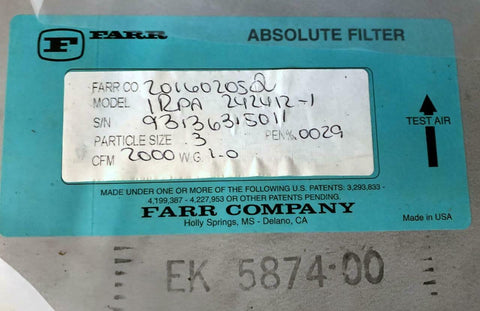 F FARR ABSOLUTE FILTER
FARR CO. 2016020502
MODEL 1RPA 242412-1
S/N 93136315011
PARTICLE SIZE .3 PEN% .0029
CFM 2000 W.G. 1.0
TEST AIR
MADE UNDER ONE OR MORE OF THE FOLLOWING U.S. PATENTS: 3,293,833 -
4,199,387 - 4,227,953 OR OTHER PATENTS PENDING.
FARR COMPANY
Made in USA
Holly Springs, MS - Delano, CA
EK 5874-00